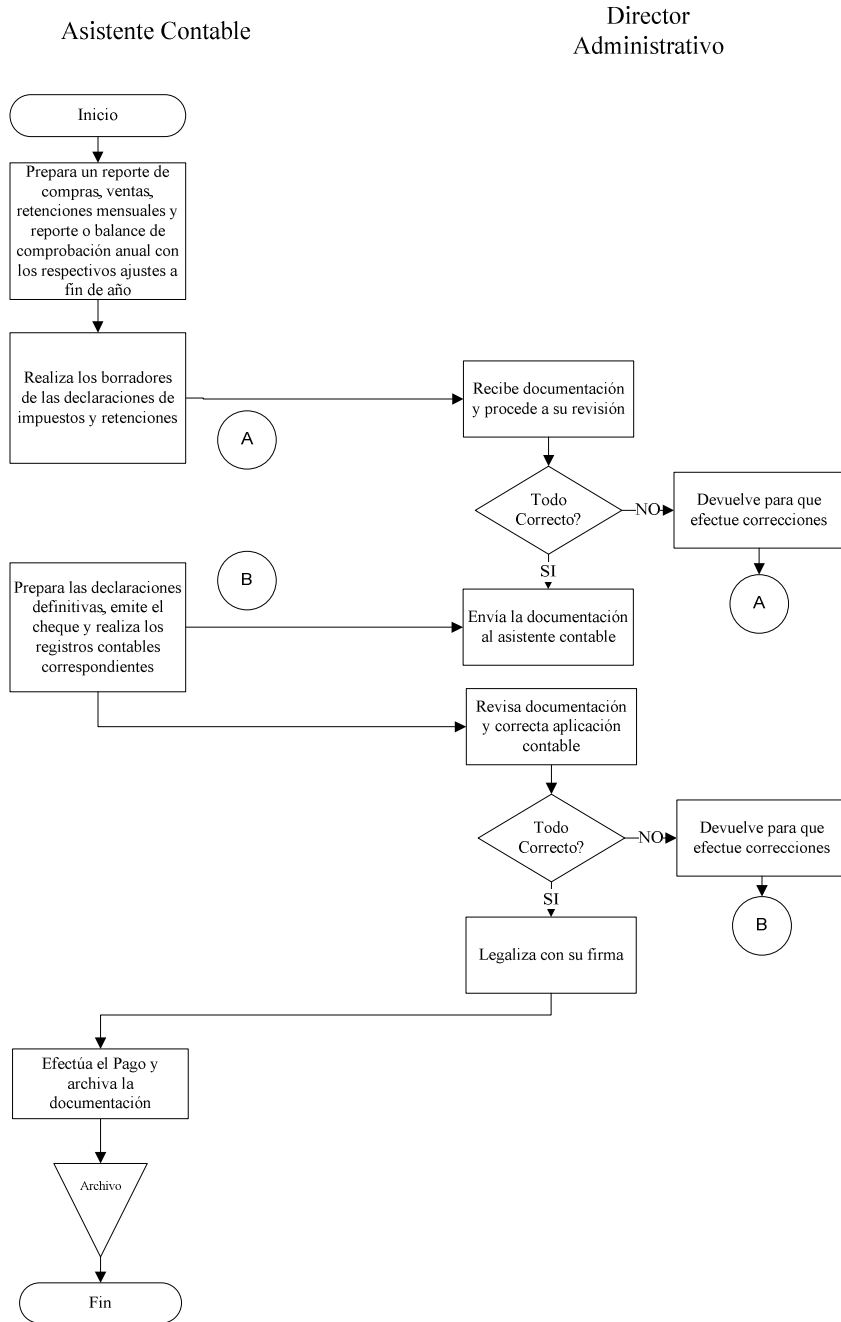 Asistente Contable
Director
Administrativo
Inicio
Prepara un reporte de
compras, ventas,
retenciones mensuales y
reporte o balance de
comprobación anual con
los respectivos ajustes a
fin de año
Realiza los borradores
de las declaraciones de
impuestos y retenciones
A
Recibe documentación
y procede a su revisión
Todo
Correcto?
NO
Devuelve para que
efectue correcciones
A
SI
B
Prepara las declaraciones
definitivas, emite el
cheque y realiza los
registros contables
correspondientes
Envía la documentación
al asistente contable
Revisa documentación
y correcta aplicación
contable
Todo
Correcto?
NO
Devuelve para que
efectue correcciones
B
SI
Legaliza con su firma
Efectúa el Pago y
archiva la
documentación
Archivo
Fin